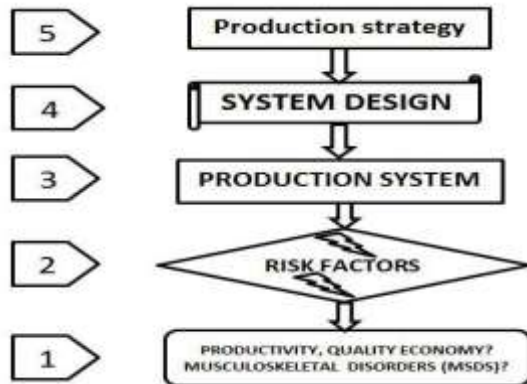 5
Production strategy
4
SYSTEM DESIGN
3
PRODUCTION SYSTEM
2
RISK FACTORS
1
PRODUCTIVITY, QUALITY ECONOMY?
MUSCULOSKELETAL DISORDERS (MSDS)?